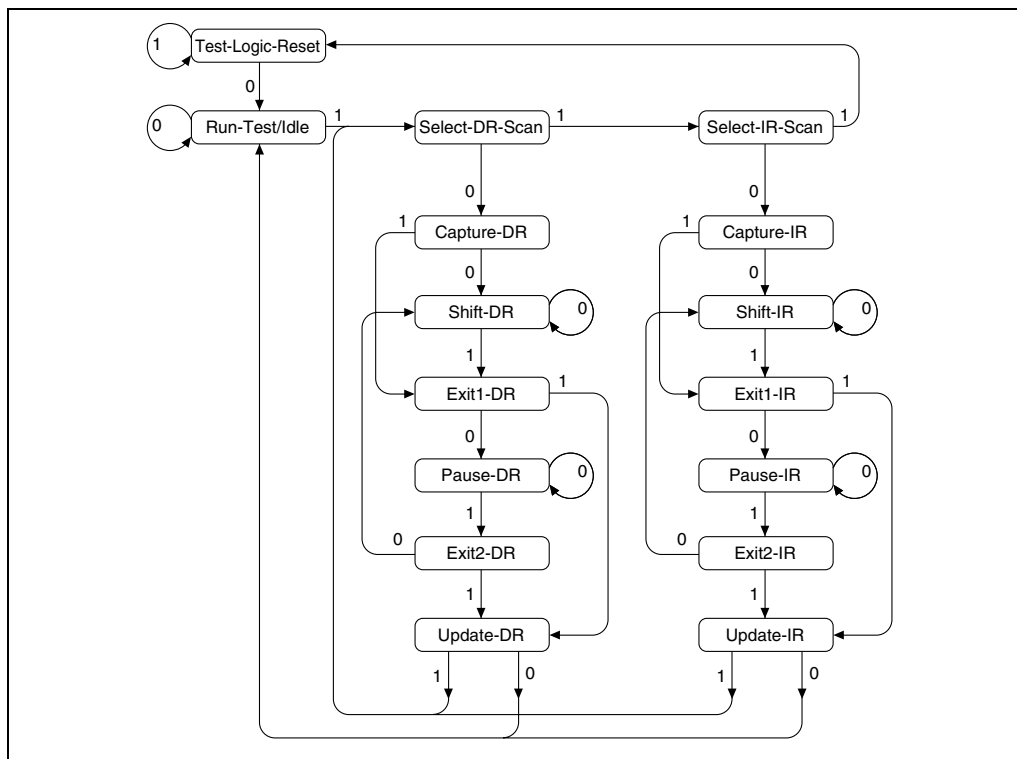 1
Test-Logic-Reset
0
0
Run-Test/Idle
1
Select-DR-Scan
1
Select-IR-Scan
1
0
0
1
Capture-DR
1
Capture-IR
0
0
Shift-DR
0
Shift-IR
0
1
1
Exit1-DR
1
Exit1-IR
1
0
0
Pause-DR
0
Pause-IR
0
1
1
0
Exit2-DR
0
Exit2-IR
1
1
Update-DR
Update-IR
1
0
1
0